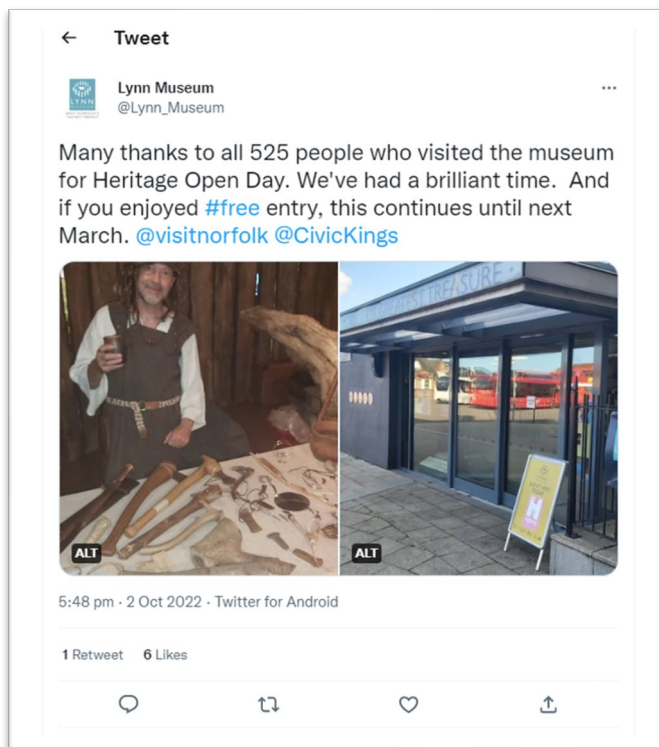 Tweet
LYNN
Lynn Museum
@Lynn_Museum
Many thanks to all 525 people who visited the museum
for Heritage Open Day. We've had a brilliant time.  And
if you enjoyed #free entry, this continues until next
March. @visitnorfolk @CivicKings
TREASURE
ALT
ALT
5:48 pm · 2 Oct 2022 · Twitter for Android
1 Retweet 6 Likes